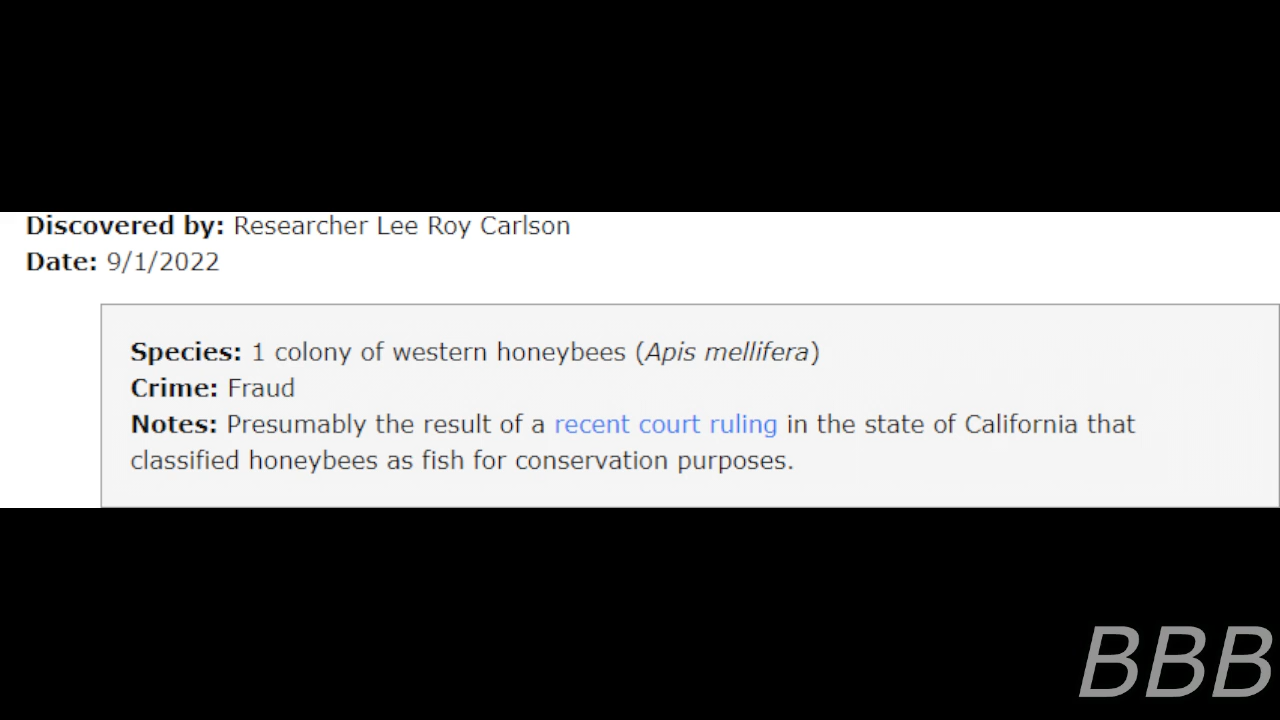 Discovered by: Researcher Lee Roy Carlson
Date: 9/1/2022
Species: 1 colony of western honeybees (Apis mellifera)
Crime: Fraud
Notes: Presumably the result of a recent court ruling in the state of California that
classified honeybees as fish for conservation purposes.
BBB